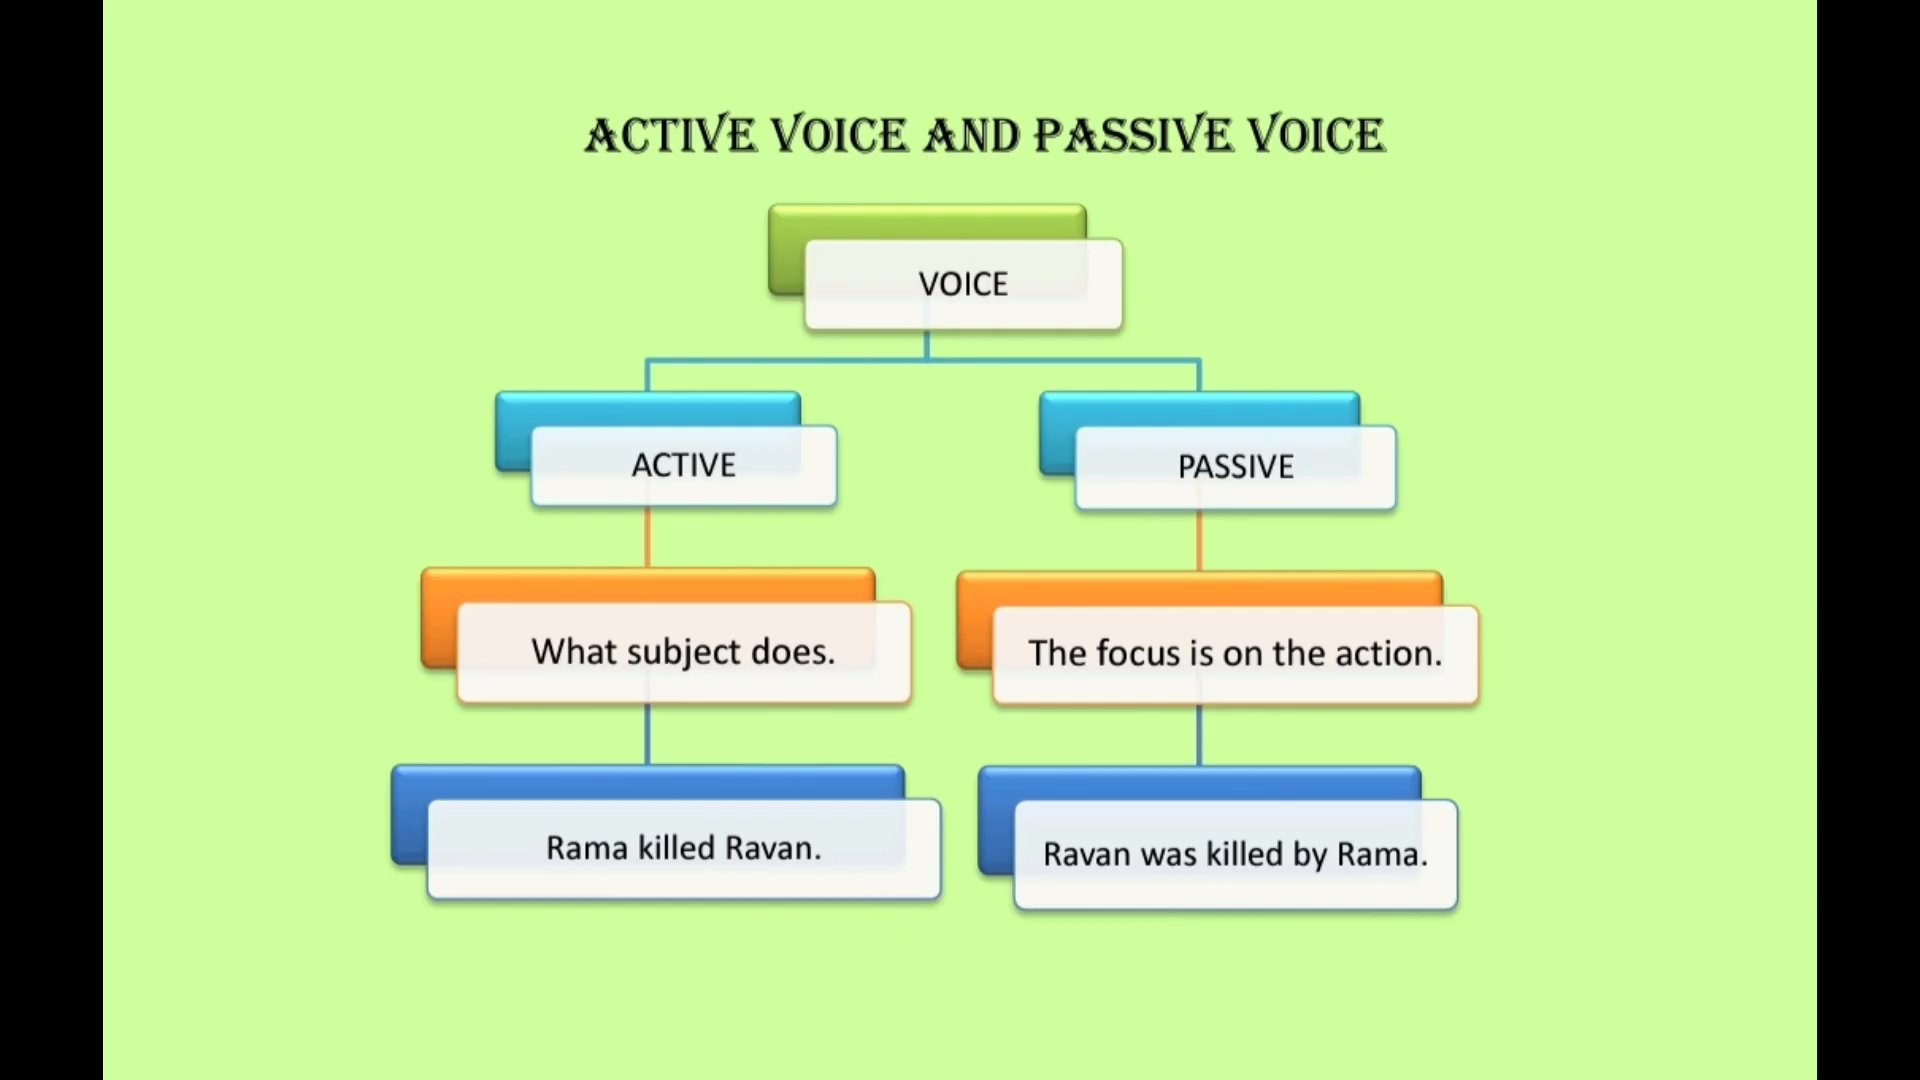 ACTIVE VOICE AND PASSIVE VOICE
VOICE
ACTIVE
PASSIVE
What subject does.
The focus is on the action.
Rama killed Ravan.
Ravan was killed by Rama.